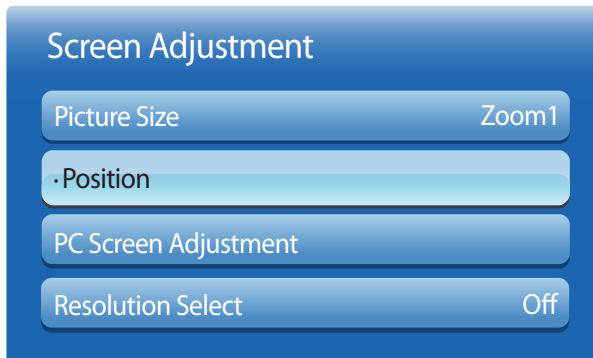 Screen Adjustment
Picture Size Zoom1
· Position
PC Screen Adjustment
Resolution Select Off